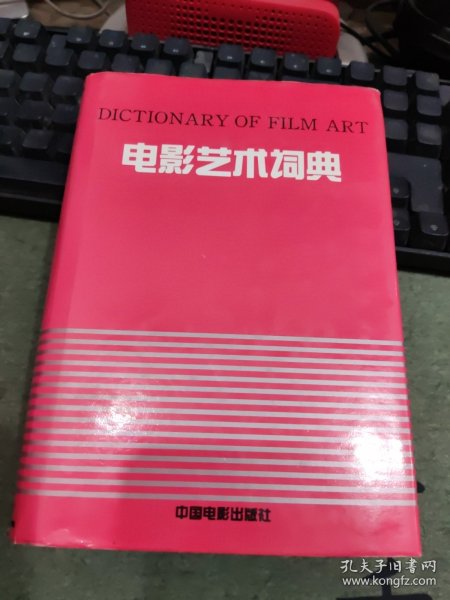 DICTIONARY OF FILM ART
电影艺术词典
中国电影出版社
孔夫子旧书网
www.kongfz.com